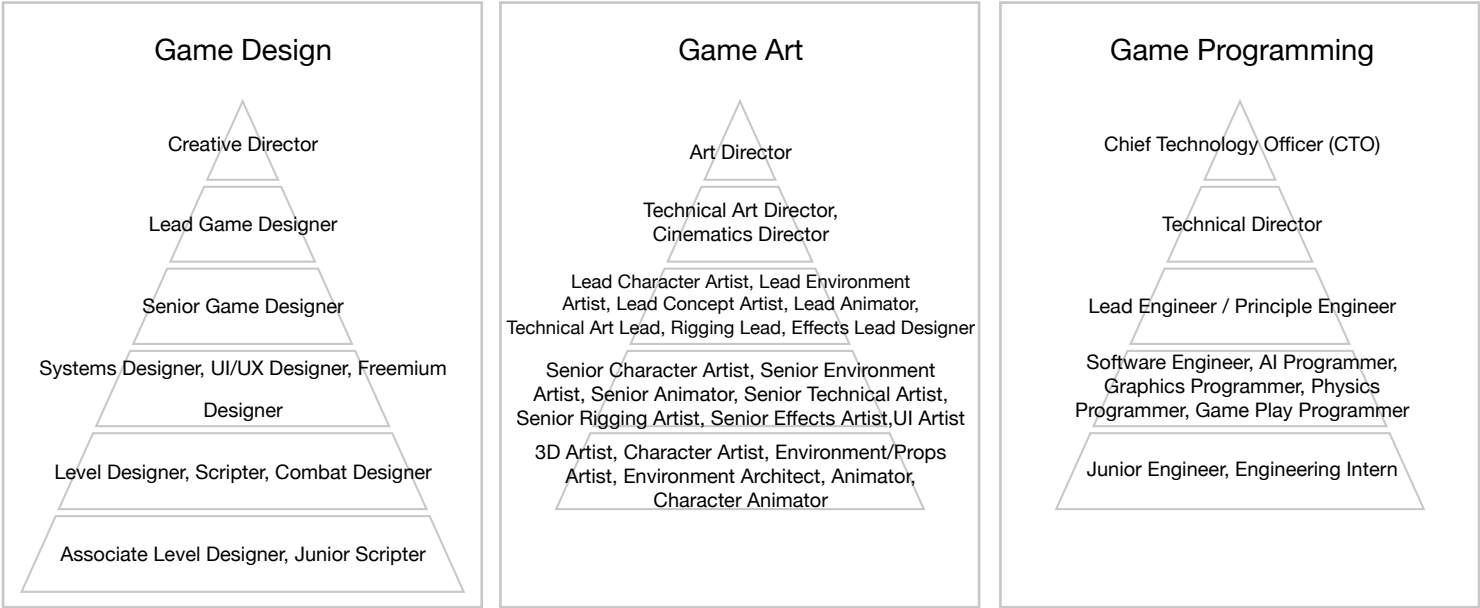 Game Design
Creative Director
Lead Game Designer
Senior Game Designer
Systems Designer, UI/UX Designer, Freemium
Designer
Level Designer, Scripter, Combat Designer
Associate Level Designer, Junior Scripter
Game Art
Art Director
Technical Art Director,
Cinematics Director
Lead Character Artist, Lead Environment
Artist, Lead Concept Artist, Lead Animator,
Technical Art Lead, Rigging Lead, Effects Lead Designer
Senior Character Artist, Senior Environment
Artist, Senior Animator, Senior Technical Artist,
Senior Rigging Artist, Senior Effects Artist,UI Artist
3D Artist, Character Artist, Environment/Props
Artist, Environment Architect, Animator,
Character Animator
Game Programming
Chief Technology Officer (CTO)
Technical Director
Lead Engineer / Principle Engineer
Software Engineer, AI Programmer,
Graphics Programmer, Physics
Programmer, Game Play Programmer
Junior Engineer, Engineering Intern